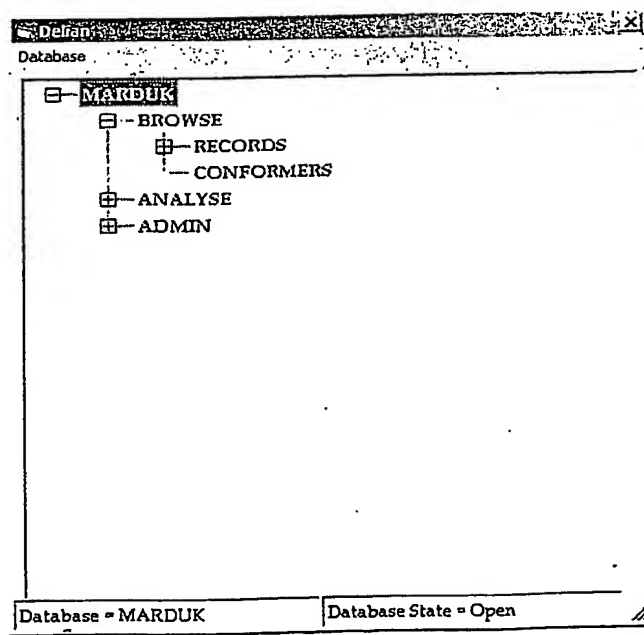 Delran
Database
MARDUK
BROWSE
RECORDS
CONFORMERS
ANALYSE
ADMIN
Database = MARDUK Database State = Open